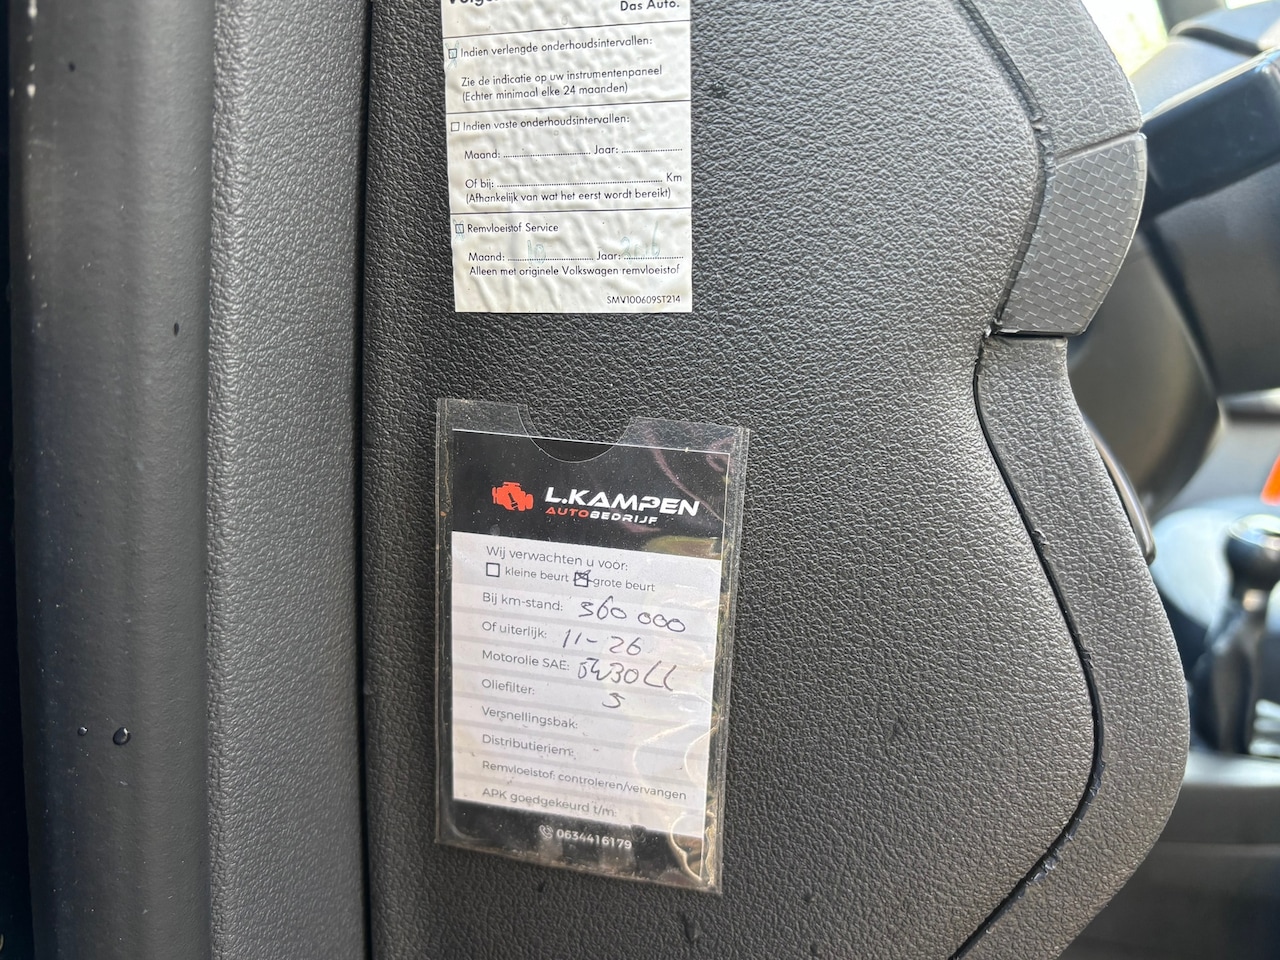 Das Auto.
Indien verlengde onderhoudsintervallen:
Zie de indicatie op uw instrumentenpaneel
(Echter minimaal elke 24 maanden)
Indien vaste onderhoudsintervallen:
Maand: Jaar:
Of bij: Km
(Afhankelijk van wat het eerst wordt bereikt)
Remvloeistof Service
Maand: Jaar:
Alleen met originele Volkswagen remvloeistof
SMV100609ST214
L.KAMPEN
AUTOBEDRIJF
Wij verwachten u voor:
kleine beurt grote beurt
Bij km-stand: 360 000
Of uiterlijk: 11-26
Motorolie SAE: 5W30LL
Oliefilter:
Versnellingsbak:
Distributieriem:
Remvloeistof: controleren/vervangen
APK goedgekeurd t/m:
0634416179